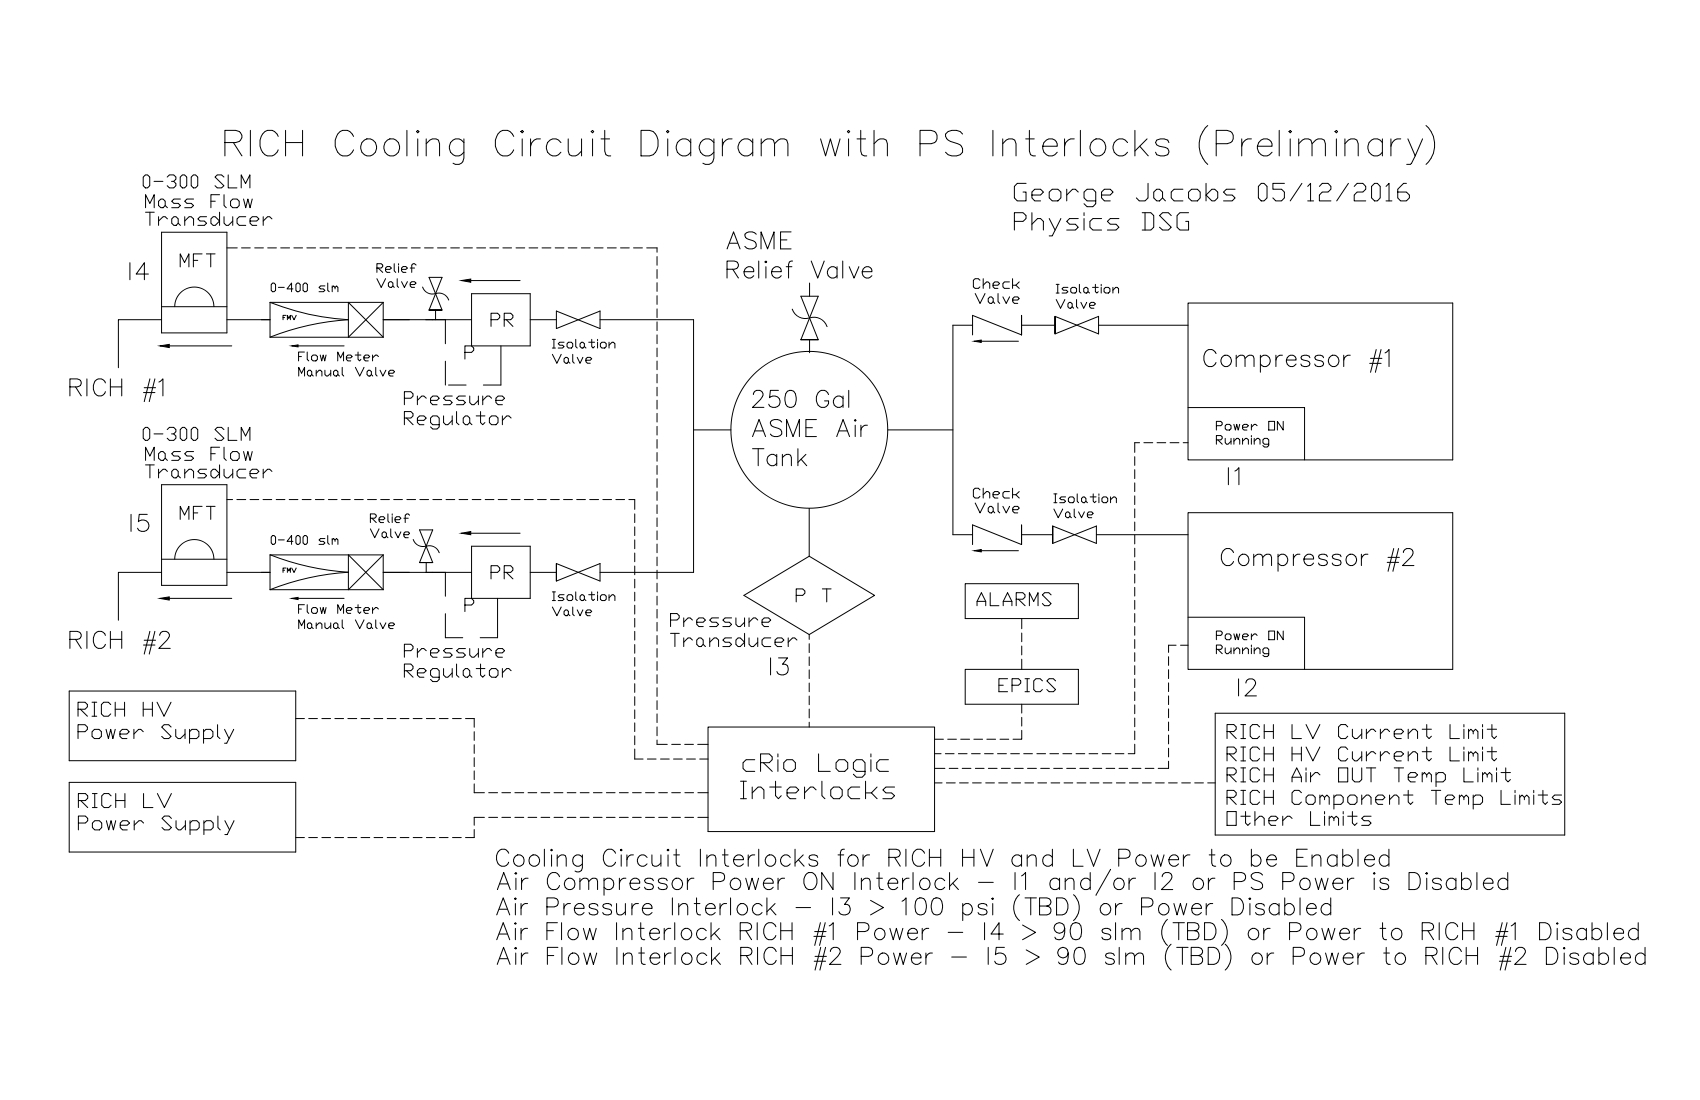 RICH Cooling Circuit Diagram with PS Interlocks (Preliminary)
George Jacobs 05/12/2016
Physics DSG
0-300 SLM
Mass Flow
Transducer
MFT
I4
0-400 slm
FMV
Flow Meter
Manual Valve
Relief
Valve
PR
P
Pressure
Regulator
Isolation
Valve
RICH #1
ASME
Relief Valve
250 Gal
ASME Air
Tank
Check
Valve
Isolation
Valve
Compressor #1
Power ON
Running
I1
0-300 SLM
Mass Flow
Transducer
MFT
I5
0-400 slm
FMV
Flow Meter
Manual Valve
Relief
Valve
PR
P
Pressure
Regulator
Isolation
Valve
RICH #2
P T
Pressure
Transducer
I3
Check
Valve
Isolation
Valve
Compressor #2
Power ON
Running
I2
ALARMS
EPICS
RICH HV
Power Supply
RICH LV
Power Supply
cRio Logic
Interlocks
RICH LV Current Limit
RICH HV Current Limit
RICH Air OUT Temp Limit
RICH Component Temp Limits
Other Limits
Cooling Circuit Interlocks for RICH HV and LV Power to be Enabled
Air Compressor Power ON Interlock – I1 and/or I2 or PS Power is Disabled
Air Pressure Interlock – I3 > 100 psi (TBD) or Power Disabled
Air Flow Interlock RICH #1 Power – I4 > 90 slm (TBD) or Power to RICH #1 Disabled
Air Flow Interlock RICH #2 Power – I5 > 90 slm (TBD) or Power to RICH #2 Disabled